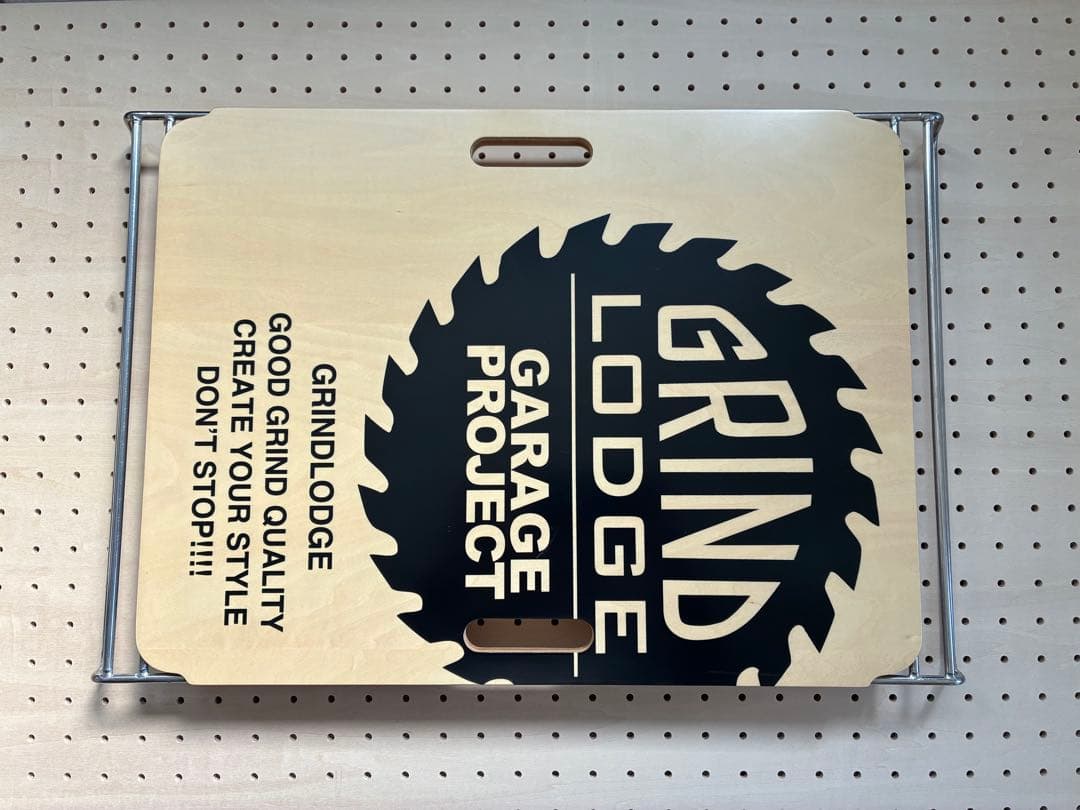 GRIND
LODGE
GARAGE
PROJECT
GRINDLODGE
GOOD GRIND QUALITY
CREATE YOUR STYLE
DON'T STOP!!!!